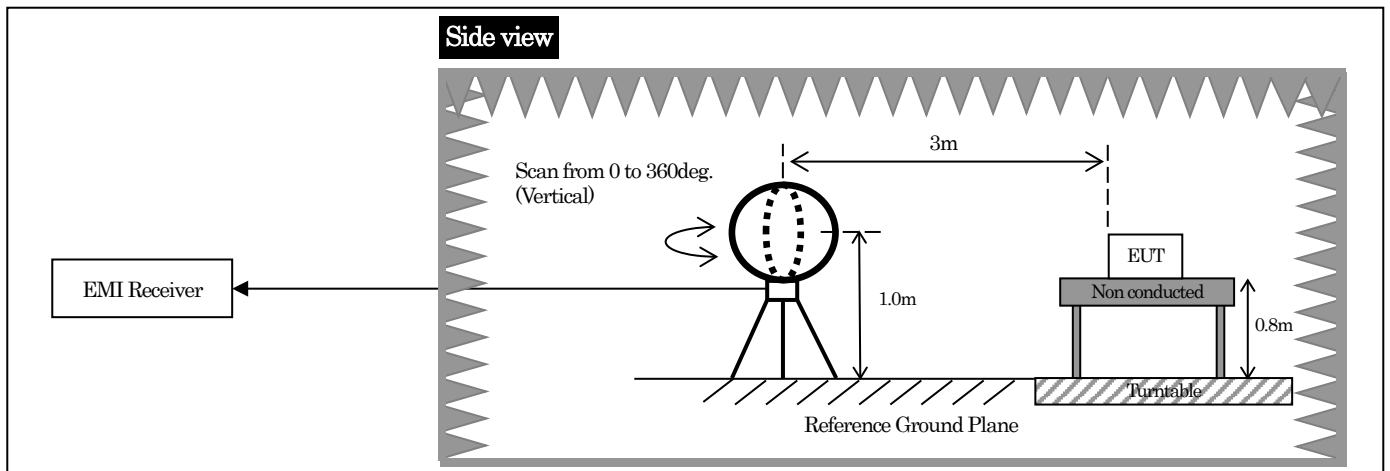 Side view
3m
Scan from 0 to 360deg.
(Vertical)
EUT
EMI Receiver
Non conducted
1.0m
0.8m
Turntable
Reference Ground Plane